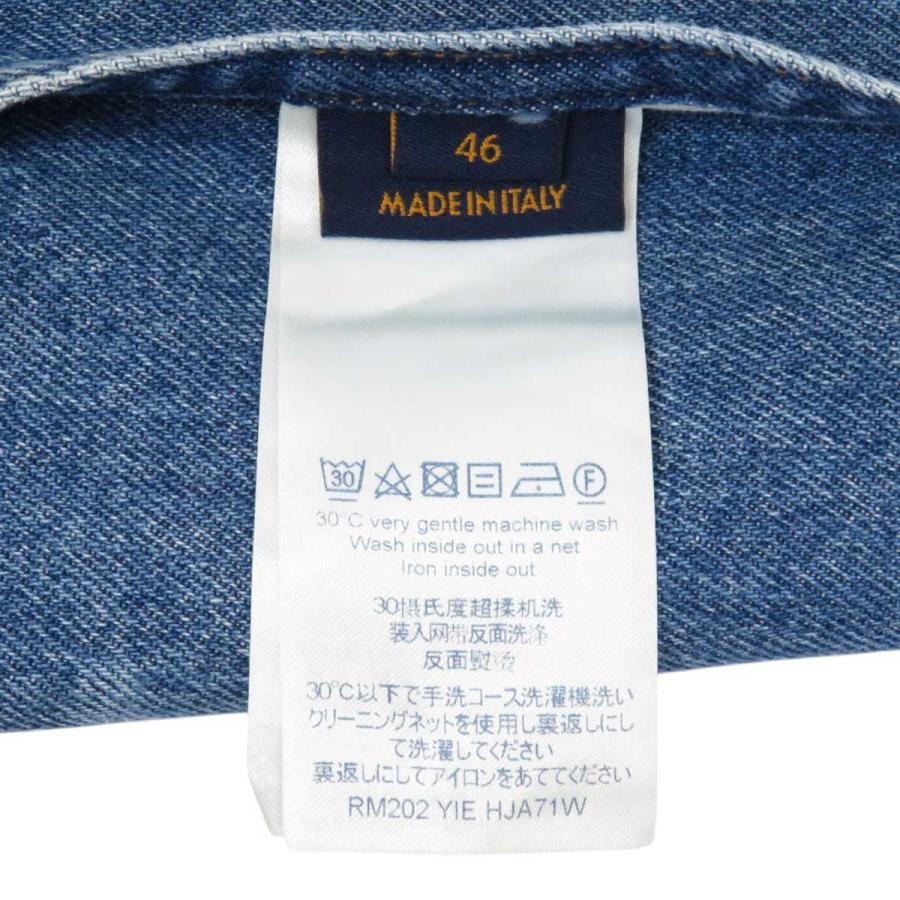 46
MADE IN ITALY
30 F
30°C very gentle machine wash
Wash inside out in a net
Iron inside out
30摄氏度超揉机洗
装入网带反面洗涤
反面熨烫
30°C以下で手洗コース洗濯機洗い
クリーニングネットを使用し裏返しにし
て洗濯してください
裏返しにしてアイロンをあててください
RM202 YIE HJA71W